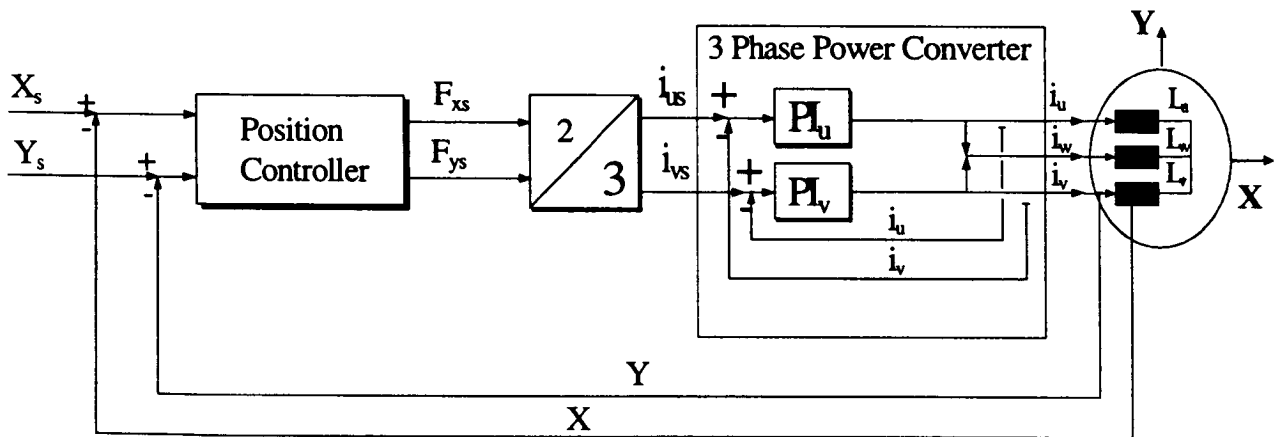 3 Phase Power Converter
Y
X_s
+
-
Y_s
+
-
Position
Controller
F_xs
F_ys
2
3
i_us
i_vs
+
-
+
-
PI_u
PI_v
i_u
i_w
i_v
L_u
L_w
L_v
X
i_u
i_v
Y
X